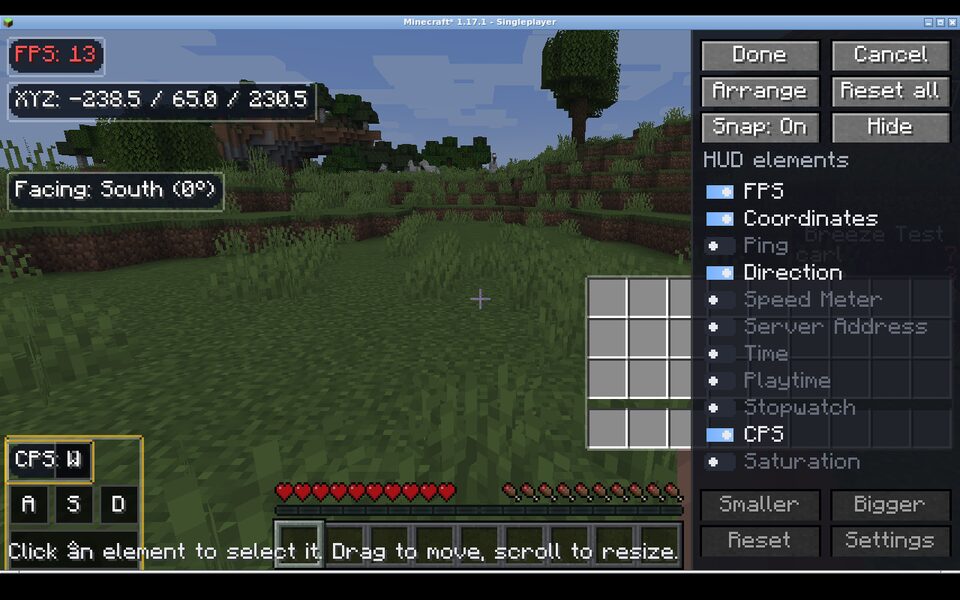 Minecraft* 1.17.1 - Singleplayer
FPS: 13
XYZ: -238.5 / 65.0 / 230.5
Facing: South (0°)
Done
Cancel
Arrange
Reset all
Snap: On
Hide
HUD elements
FPS
Coordinates
Ping
Direction
Speed Meter
Server Address
Time
Playtime
Stopwatch
CPS
Saturation
Smaller
Bigger
Reset
Settings
CPS: W
A S D
Click an element to select it. Drag to move, scroll to resize.